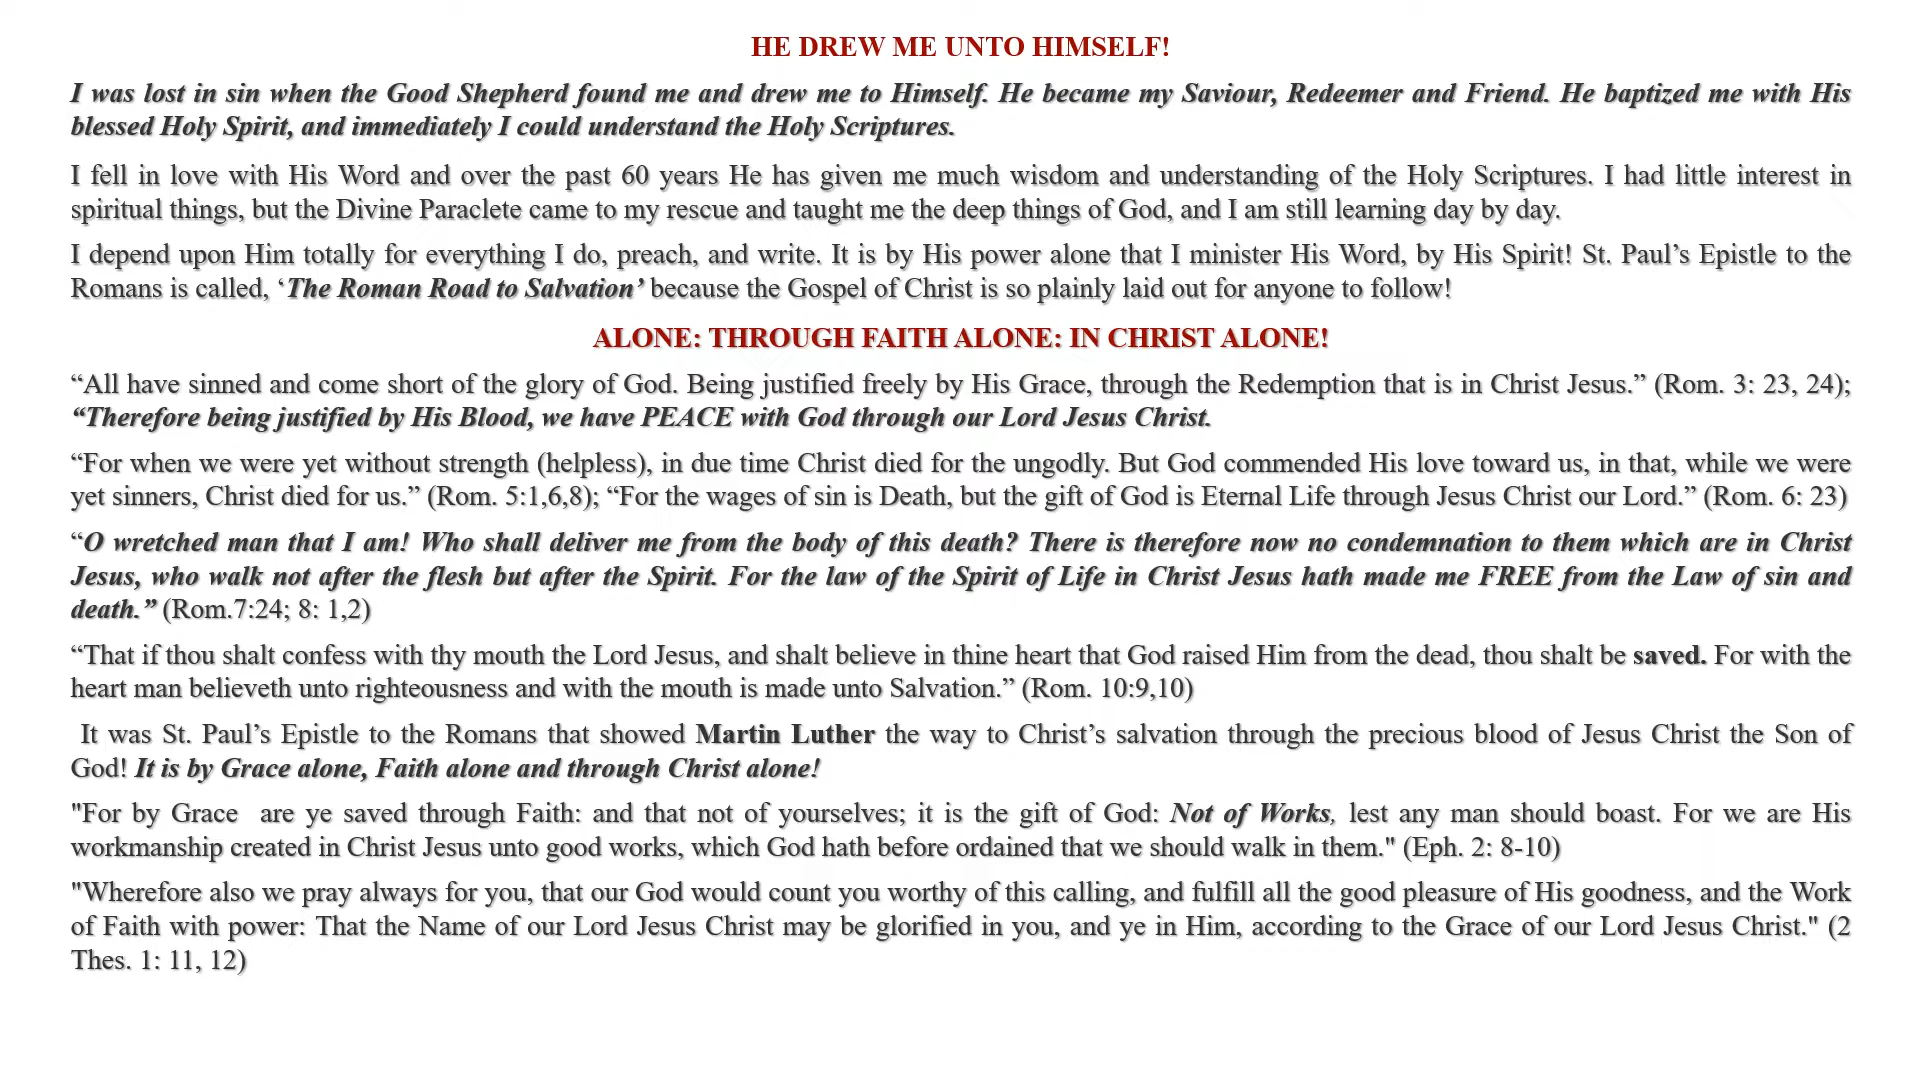 HE DREW ME UNTO HIMSELF!
I was lost in sin when the Good Shepherd found me and drew me to Himself. He became my Saviour, Redeemer and Friend. He baptized me with His
blessed Holy Spirit, and immediately I could understand the Holy Scriptures.
I fell in love with His Word and over the past 60 years He has given me much wisdom and understanding of the Holy Scriptures. I had little interest in
spiritual things, but the Divine Paraclete came to my rescue and taught me the deep things of God, and I am still learning day by day.
I depend upon Him totally for everything I do, preach, and write. It is by His power alone that I minister His Word, by His Spirit! St. Paul’s Epistle to the
Romans is called, ‘The Roman Road to Salvation’ because the Gospel of Christ is so plainly laid out for anyone to follow!
ALONE: THROUGH FAITH ALONE: IN CHRIST ALONE!
“All have sinned and come short of the glory of God. Being justified freely by His Grace, through the Redemption that is in Christ Jesus.” (Rom. 3: 23, 24);
“Therefore being justified by His Blood, we have PEACE with God through our Lord Jesus Christ.
“For when we were yet without strength (helpless), in due time Christ died for the ungodly. But God commended His love toward us, in that, while we were
yet sinners, Christ died for us.” (Rom. 5:1,6,8); “For the wages of sin is Death, but the gift of God is Eternal Life through Jesus Christ our Lord.” (Rom. 6: 23)
“O wretched man that I am! Who shall deliver me from the body of this death? There is therefore now no condemnation to them which are in Christ
Jesus, who walk not after the flesh but after the Spirit. For the law of the Spirit of Life in Christ Jesus hath made me FREE from the Law of sin and
death.” (Rom.7:24; 8: 1,2)
“That if thou shalt confess with thy mouth the Lord Jesus, and shalt believe in thine heart that God raised Him from the dead, thou shalt be saved. For with the
heart man believeth unto righteousness and with the mouth is made unto Salvation.” (Rom. 10:9,10)
It was St. Paul’s Epistle to the Romans that showed Martin Luther the way to Christ’s salvation through the precious blood of Jesus Christ the Son of
God! It is by Grace alone, Faith alone and through Christ alone!
"For by Grace are ye saved through Faith: and that not of yourselves; it is the gift of God: Not of Works, lest any man should boast. For we are His
workmanship created in Christ Jesus unto good works, which God hath before ordained that we should walk in them." (Eph. 2: 8-10)
"Wherefore also we pray always for you, that our God would count you worthy of this calling, and fulfill all the good pleasure of His goodness, and the Work
of Faith with power: That the Name of our Lord Jesus Christ may be glorified in you, and ye in Him, according to the Grace of our Lord Jesus Christ." (2
Thes. 1: 11, 12)